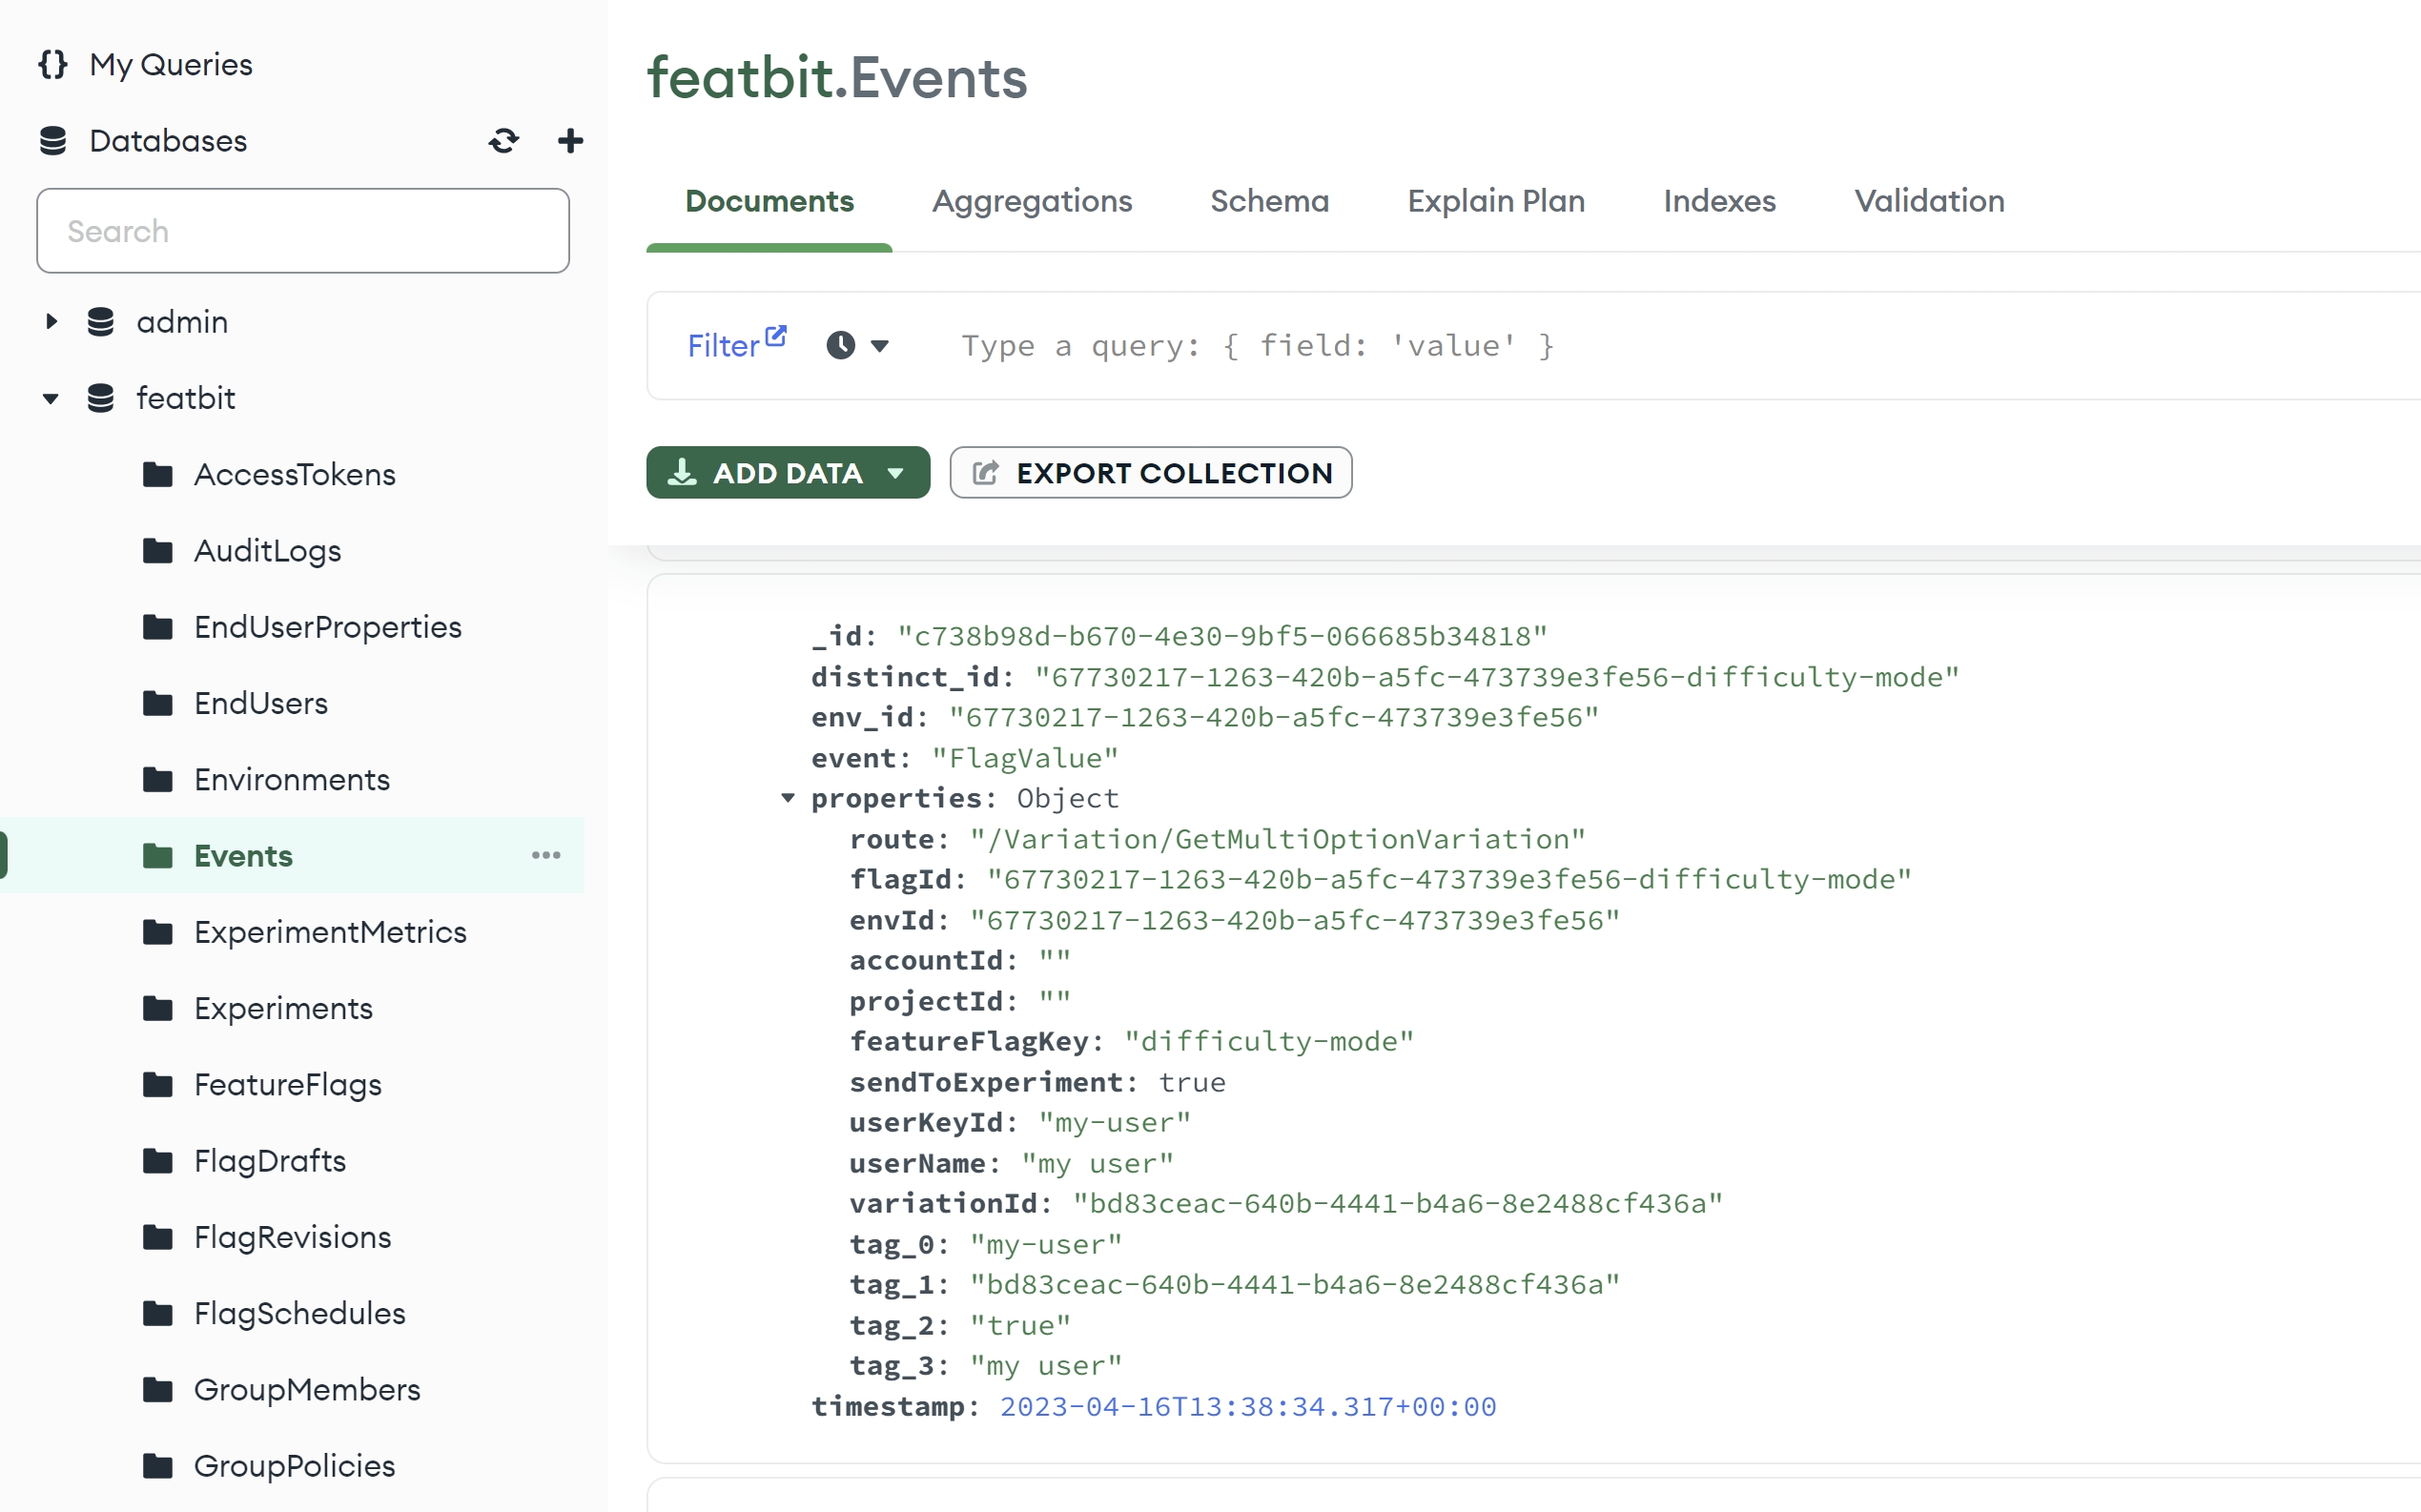 My Queries
Databases
Search
admin
featbit
AccessTokens
AuditLogs
EndUserProperties
EndUsers
Environments
Events
ExperimentMetrics
Experiments
FeatureFlags
FlagDrafts
FlagRevisions
FlagSchedules
GroupMembers
GroupPolicies
featbit.Events
Documents Aggregations Schema Explain Plan Indexes Validation
Filter Type a query: { field: 'value' }
ADD DATA EXPORT COLLECTION
_id: "c738b98d-b670-4e30-9bf5-066685b34818"
distinct_id: "67730217-1263-420b-a5fc-473739e3fe56-difficulty-mode"
env_id: "67730217-1263-420b-a5fc-473739e3fe56"
event: "FlagValue"
properties: Object
route: "/Variation/GetMultiOptionVariation"
flagId: "67730217-1263-420b-a5fc-473739e3fe56-difficulty-mode"
envId: "67730217-1263-420b-a5fc-473739e3fe56"
accountId: ""
projectId: ""
featureFlagKey: "difficulty-mode"
sendToExperiment: true
userKeyId: "my-user"
userName: "my user"
variationId: "bd83ceac-640b-4441-b4a6-8e2488cf436a"
tag_0: "my-user"
tag_1: "bd83ceac-640b-4441-b4a6-8e2488cf436a"
tag_2: "true"
tag_3: "my user"
timestamp: 2023-04-16T13:38:34.317+00:00